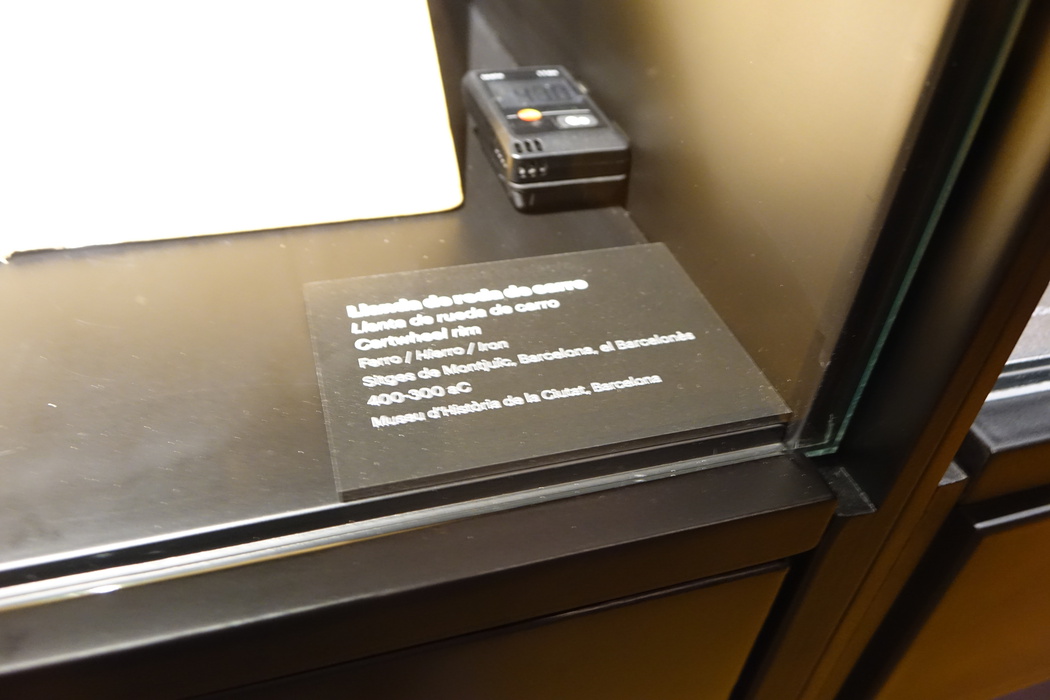 Llanda de roda de carro
Llanta de rueda de carro
Cartwheel rim
Ferro / Hierro / Iron
Sitges de Montjuïc, Barcelona, el Barcelonès
400-300 aC
Museu d'Història de la Ciutat, Barcelona